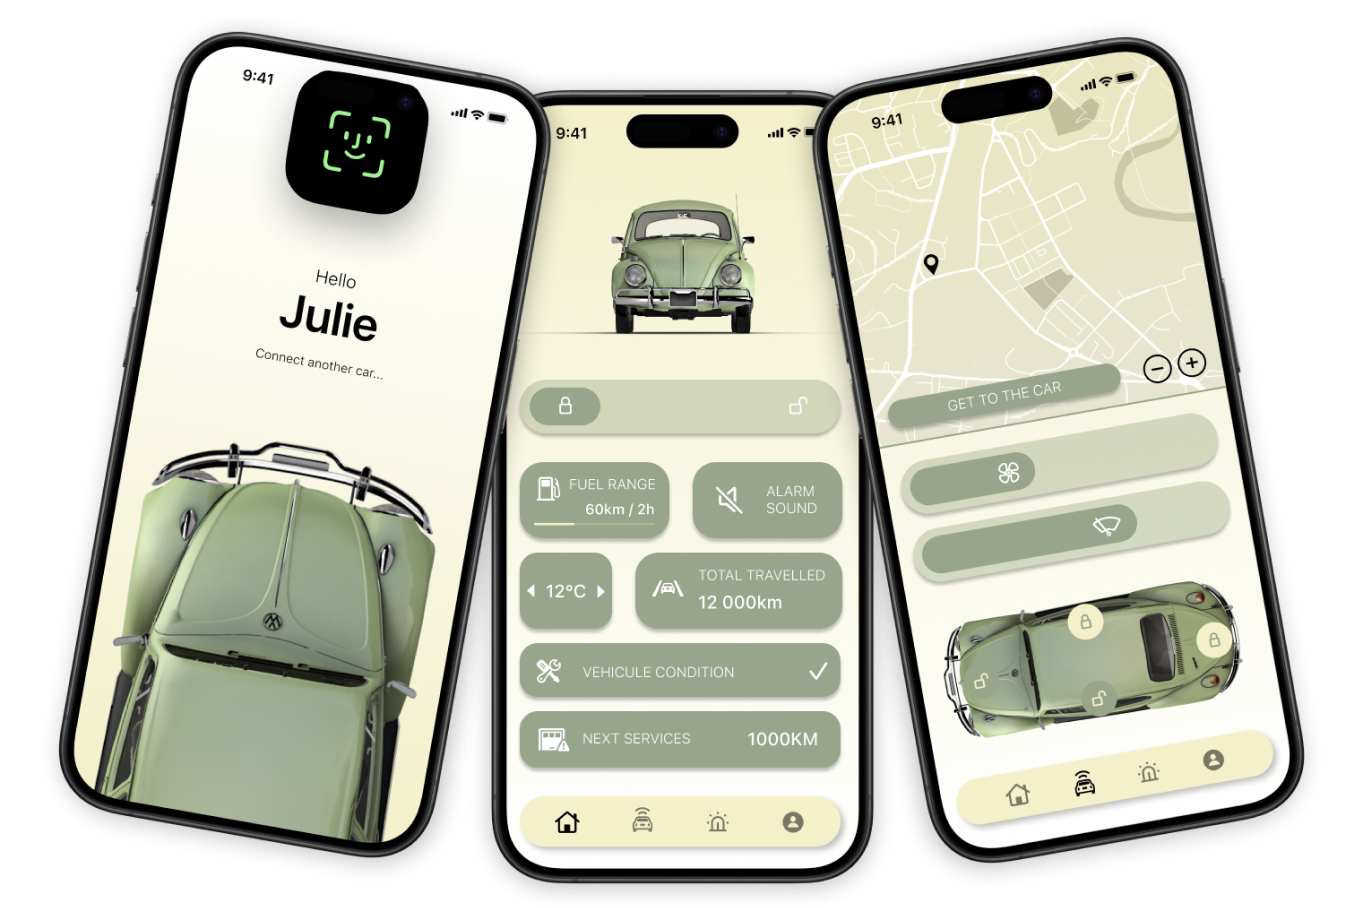 9:41
Hello
Julie
Connect another car...
9:41
FUEL RANGE
60km / 2h
ALARM
SOUND
12°C
TOTAL TRAVELLED
12 000km
VEHICULE CONDITION
NEXT SERVICES
1000KM
9:41
GET TO THE CAR